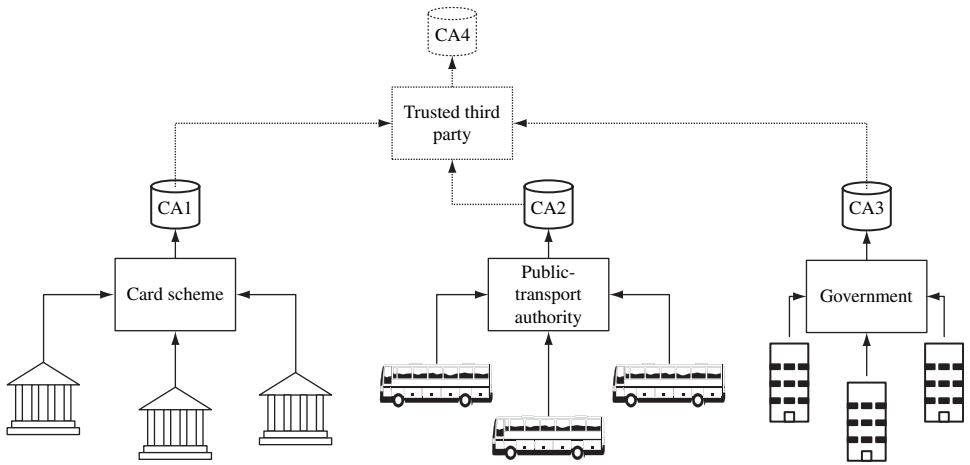 CA4
Trusted third
party
CA1
CA2
CA3
Card scheme
Public-
transport
authority
Government